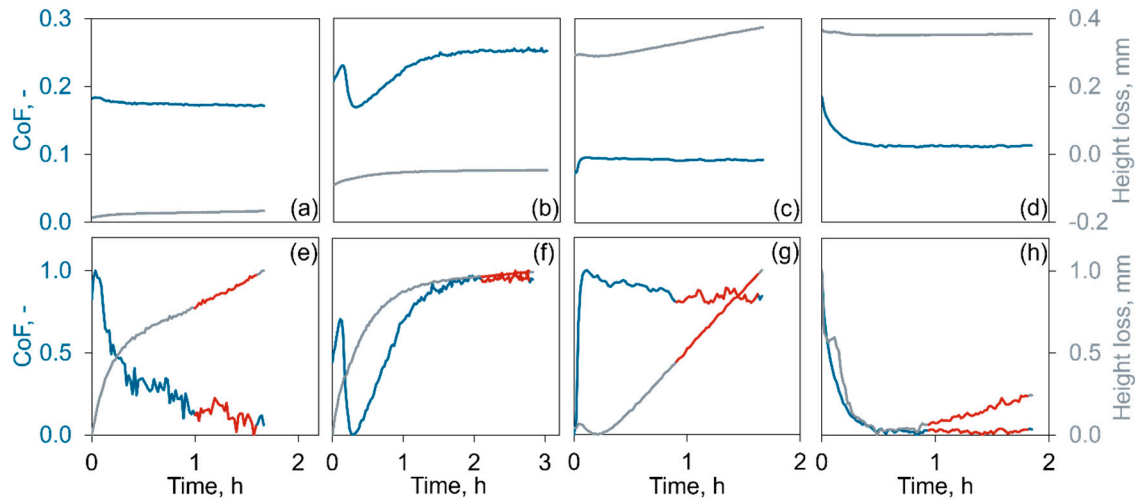 0.3
0.2
0.1
0.0
CoF, -
(a)
(b)
(c)
(d)
0.4
0.2
0.0
-0.2
Height loss, mm
1.0
0.5
0.0
CoF, -
(e)
(f)
(g)
(h)
1.0
0.5
0.0
Height loss, mm
0 1 2
0 1 2 3
0 1 2
0 1 2
Time, h
Time, h
Time, h
Time, h